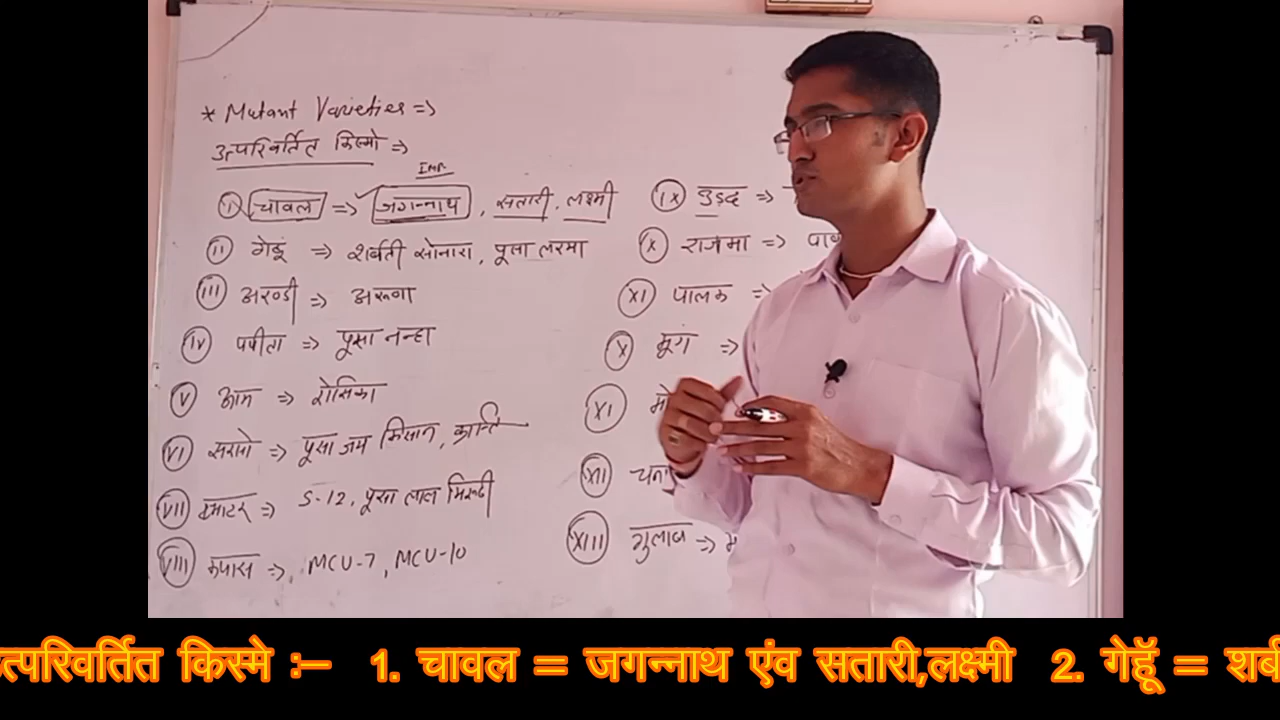 * Mutant Varieties =>
उत्परिवर्तित किस्मो =>
IMP
I चावल => जगन्नाथ, सतारी, लक्ष्मी
II गेहूं => शर्बती सोनारा, पूसा लरमा
III अरण्डी => अरूणा
IV पपीता => पूसा नन्हा
V आम => रोसिका
VI सरसो => पूसा जय किसान, क्रान्ति
VII टमाटर => S-12, पूसा लाल मिरूटी
VIII कपास => MCU-7, MCU-10
IX उड़द =>
X राजमा =>
XI पालक =>
X मूंग =>
XI
XII चना
XIII गुलाब =>
त्परिवर्तित किस्मे :— 1. चावल = जगन्नाथ एंव सतारी,लक्ष्मी 2. गेहूॅ = शर्ब